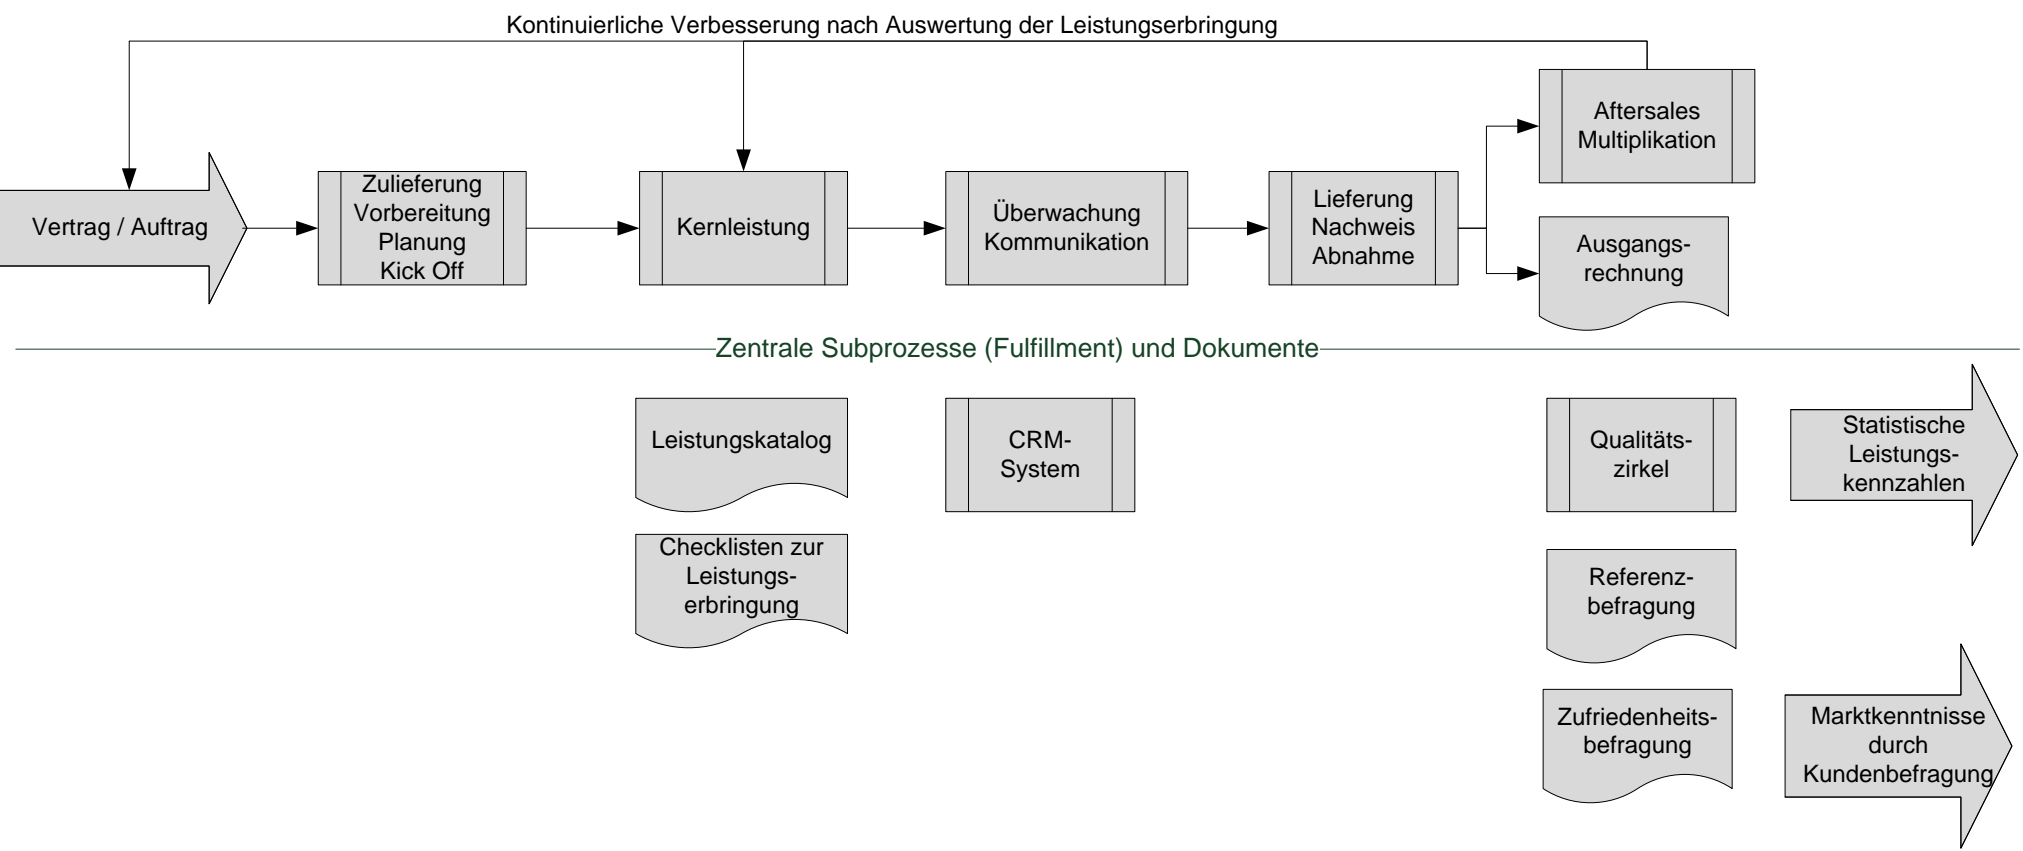 Kontinuierliche Verbesserung nach Auswertung der Leistungserbringung
Vertrag / Auftrag
Zulieferung
Vorbereitung
Planung
Kick Off
Kernleistung
Überwachung
Kommunikation
Lieferung
Nachweis
Abnahme
Aftersales
Multiplikation
Ausgangs-
rechnung
Zentrale Subprozesse (Fulfillment) und Dokumente
Leistungskatalog
CRM-
System
Qualitäts-
zirkel
Statistische
Leistungs-
kennzahlen
Checklisten zur
Leistungs-
erbringung
Referenz-
befragung
Zufriedenheits-
befragung
Marktkenntnisse
durch
Kundenbefragung